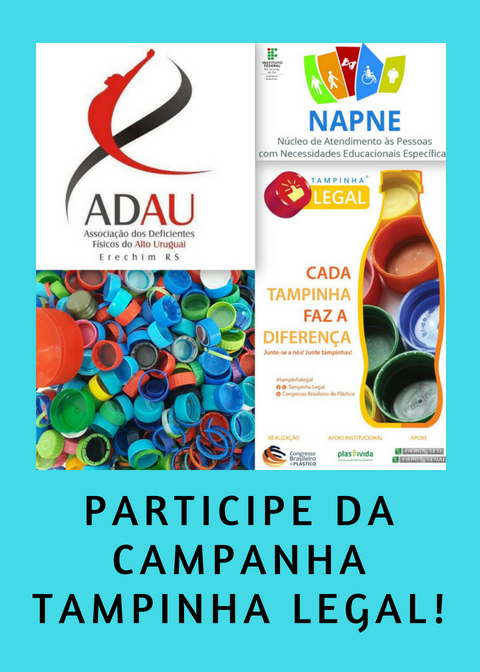 ADAU
Associação dos Deficientes
Físicos do Alto Uruguai
Erechim RS
INSTITUTO
FEDERAL
NAPNE
Núcleo de Atendimento às Pessoas
com Necessidades Educacionais Específica
TAMPINHA
LEGAL
CADA
TAMPINHA
FAZ A
DIFERENÇA
Junte-se a nós! Junte tampinhas!
#tampinhalegal
Tampinha Legal
Congresso Brasileiro do Plástico
REALIZAÇÃO
APOIO INSTITUCIONAL
APOIO
Congresso
Brasileiro
do PLÁSTICO
plastivida
PARTICIPE DA
CAMPANHA
TAMPINHA LEGAL!